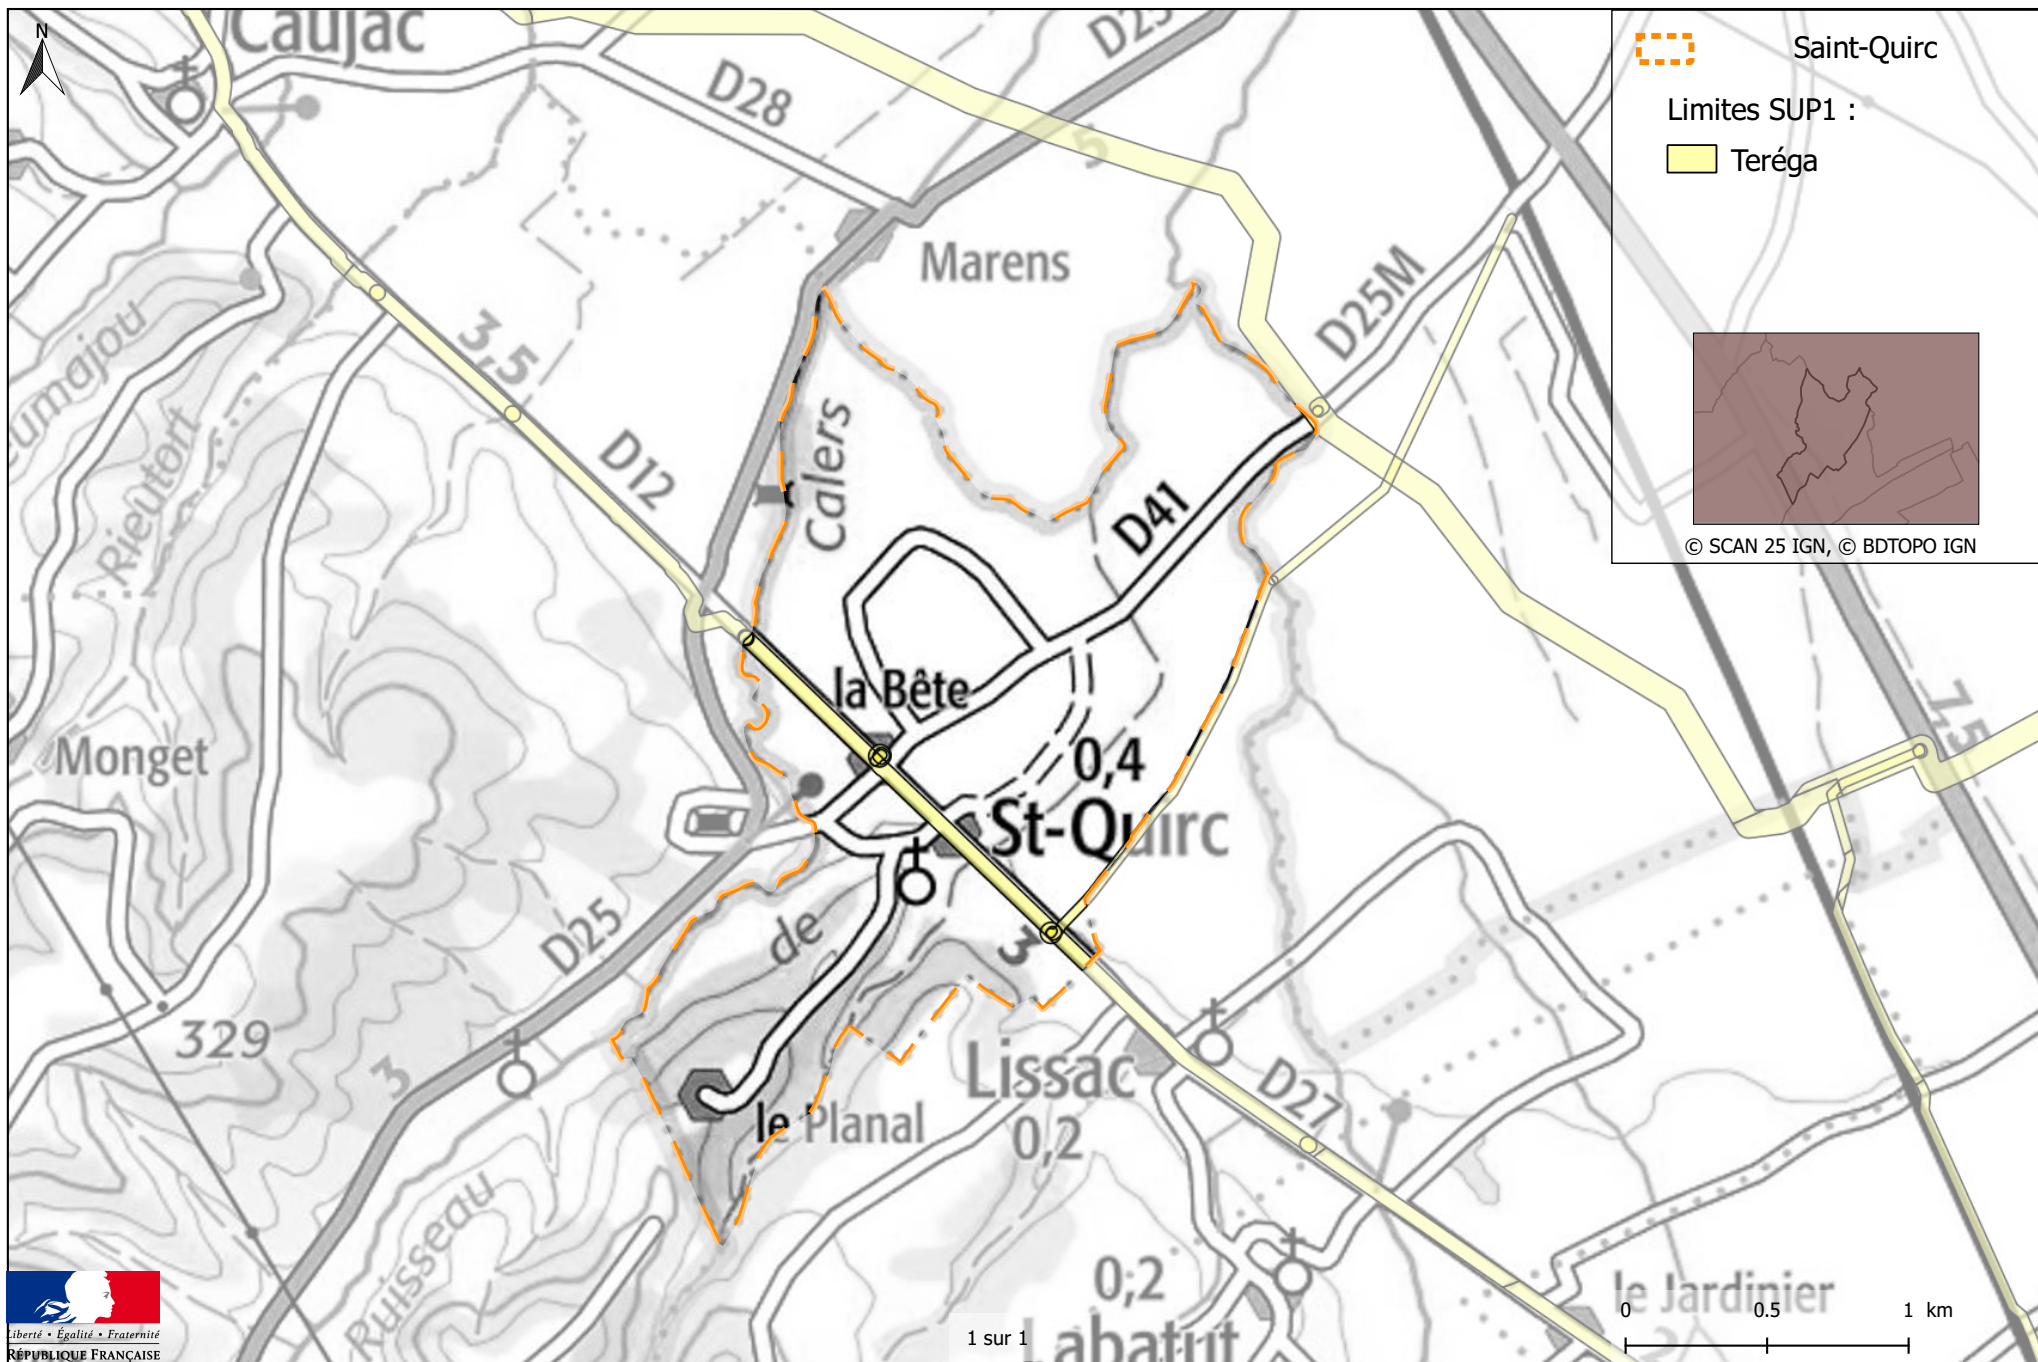 N
Caujac
D28
D25
5
Marens
D25M
3,5
D12
Calers
Rieutort
D41
la Bête
Monget
0,4
St-Quirc
7,5
D25
de
3
329
3
Lissac
0,2
le Planal
D27
Ruisseau
0,2
le Jardinier
Labatut
Saint-Quirc
Limites SUP1 :
Teréga
© SCAN 25 IGN, © BDTOPO IGN
0 0.5 1 km
1 sur 1
Liberté • Égalité • Fraternité
RÉPUBLIQUE FRANÇAISE